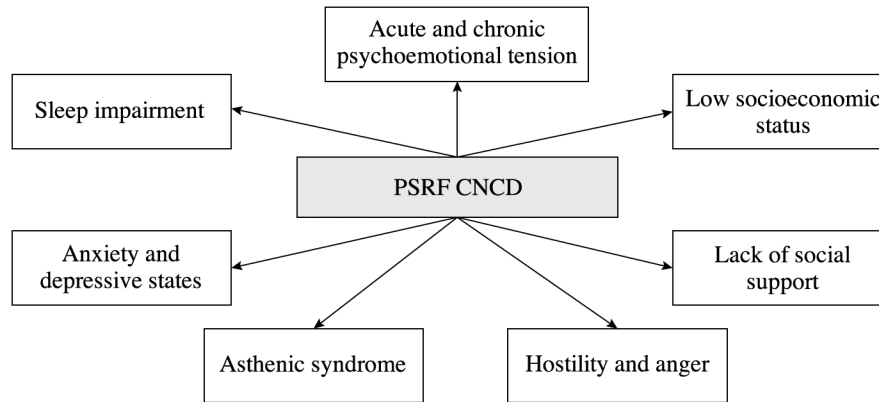 Acute and chronic
psychoemotional tension
Sleep impairment
Low socioeconomic
status
PSRF CNCD
Anxiety and
depressive states
Lack of social
support
Asthenic syndrome
Hostility and anger